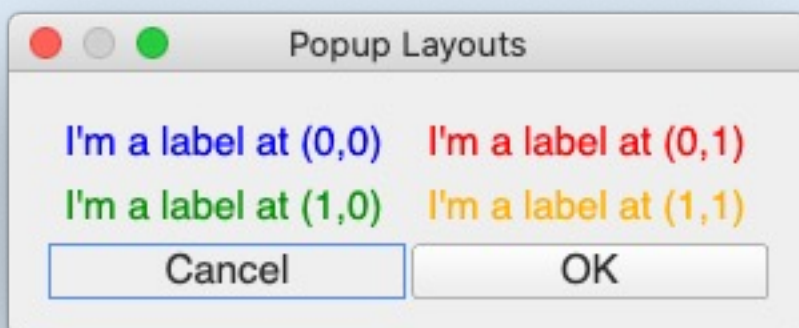 Popup Layouts
I'm a label at (0,0) I'm a label at (0,1)
I'm a label at (1,0) I'm a label at (1,1)
Cancel OK